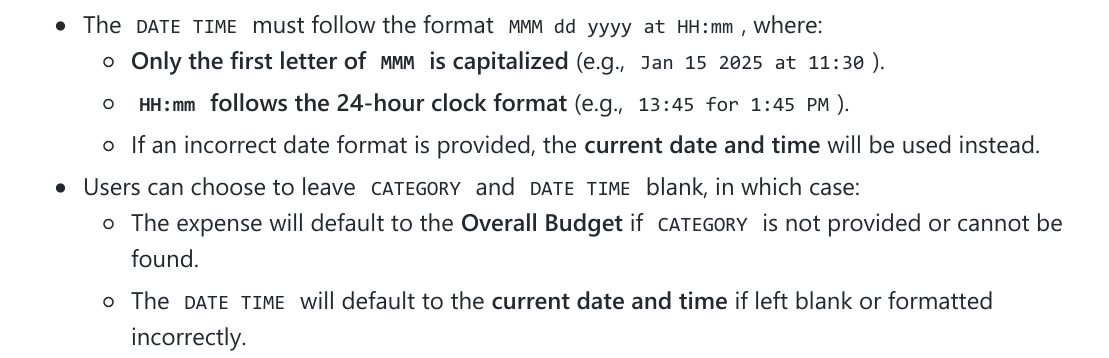 • The DATE TIME must follow the format MMM dd yyyy at HH:mm , where:
○ Only the first letter of MMM is capitalized (e.g., Jan 15 2025 at 11:30 ).
○ HH:mm follows the 24-hour clock format (e.g., 13:45 for 1:45 PM ).
○ If an incorrect date format is provided, the current date and time will be used instead.
• Users can choose to leave CATEGORY and DATE TIME blank, in which case:
○ The expense will default to the Overall Budget if CATEGORY is not provided or cannot be
found.
○ The DATE TIME will default to the current date and time if left blank or formatted
incorrectly.